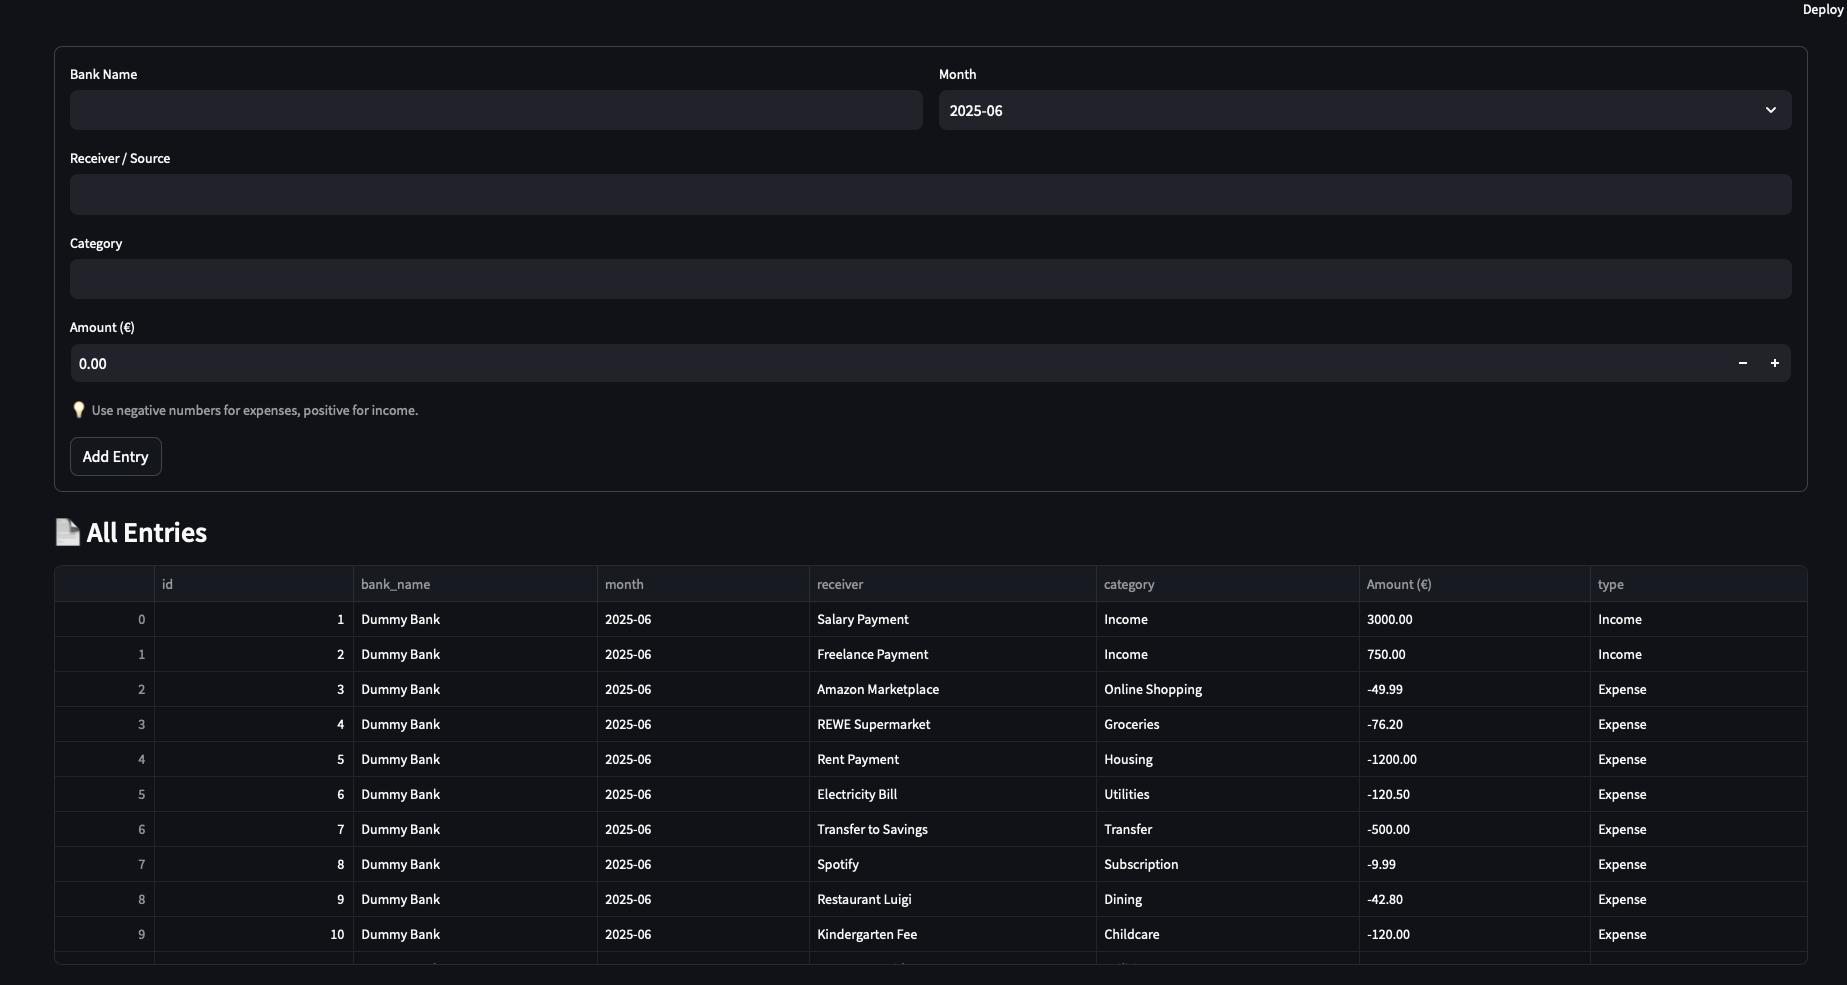 Deploy
Bank Name Month
2025-06
Receiver / Source
Category
Amount (€)
0.00
Use negative numbers for expenses, positive for income.
Add Entry
All Entries
id bank_name month receiver category Amount (€) type
0 1 Dummy Bank 2025-06 Salary Payment Income 3000.00 Income
1 2 Dummy Bank 2025-06 Freelance Payment Income 750.00 Income
2 3 Dummy Bank 2025-06 Amazon Marketplace Online Shopping -49.99 Expense
3 4 Dummy Bank 2025-06 REWE Supermarket Groceries -76.20 Expense
4 5 Dummy Bank 2025-06 Rent Payment Housing -1200.00 Expense
5 6 Dummy Bank 2025-06 Electricity Bill Utilities -120.50 Expense
6 7 Dummy Bank 2025-06 Transfer to Savings Transfer -500.00 Expense
7 8 Dummy Bank 2025-06 Spotify Subscription -9.99 Expense
8 9 Dummy Bank 2025-06 Restaurant Luigi Dining -42.80 Expense
9 10 Dummy Bank 2025-06 Kindergarten Fee Childcare -120.00 Expense